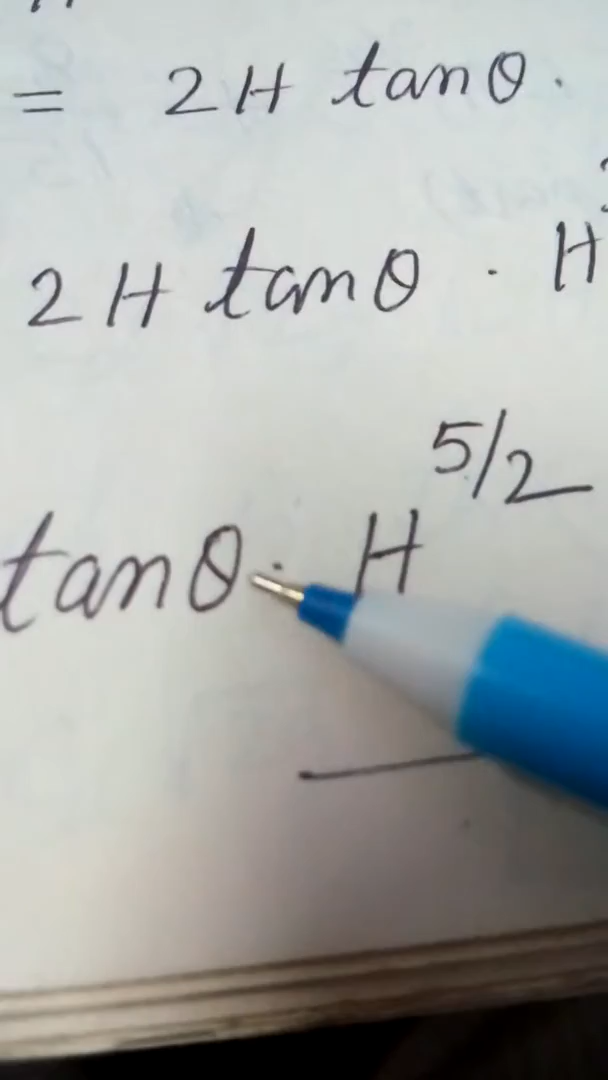 = 2H tanθ.
2H tanθ . H
tanθ . H^5/2